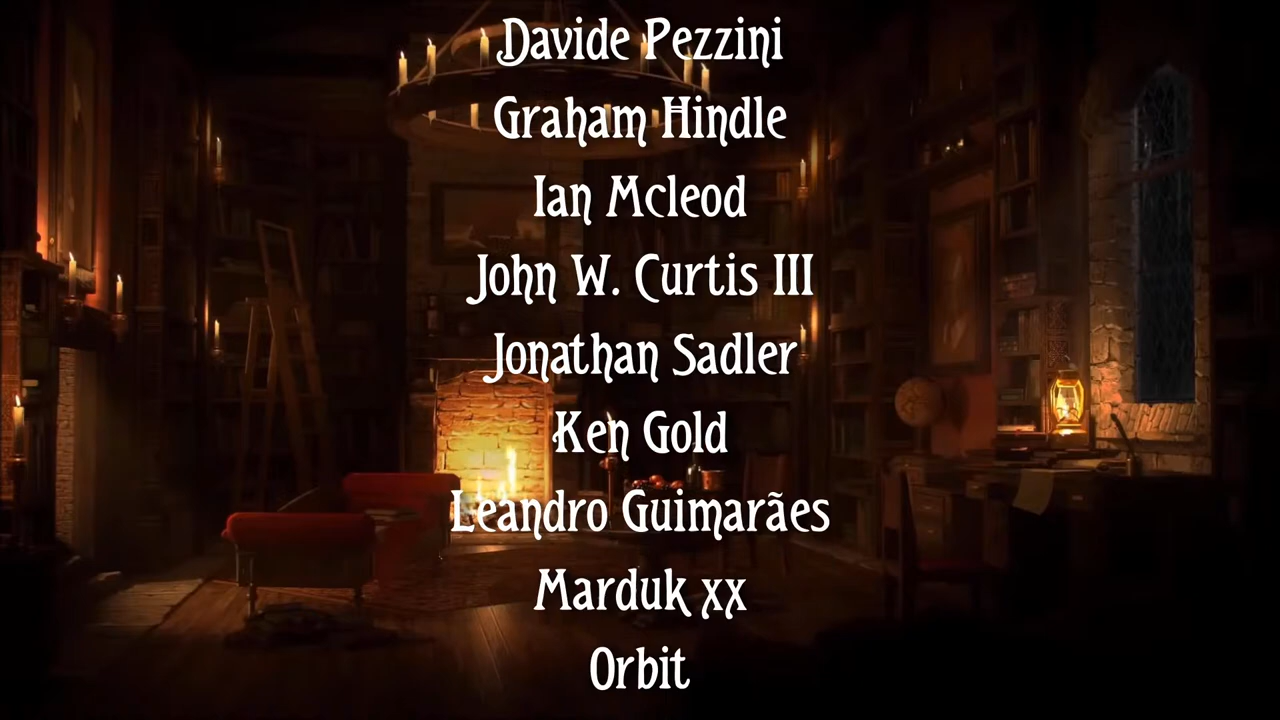 Davide Pezzini
Graham Hindle
Ian Mcleod
John W. Curtis III
Jonathan Sadler
Ken Gold
Leandro Guimarães
Marduk xx
Orbit